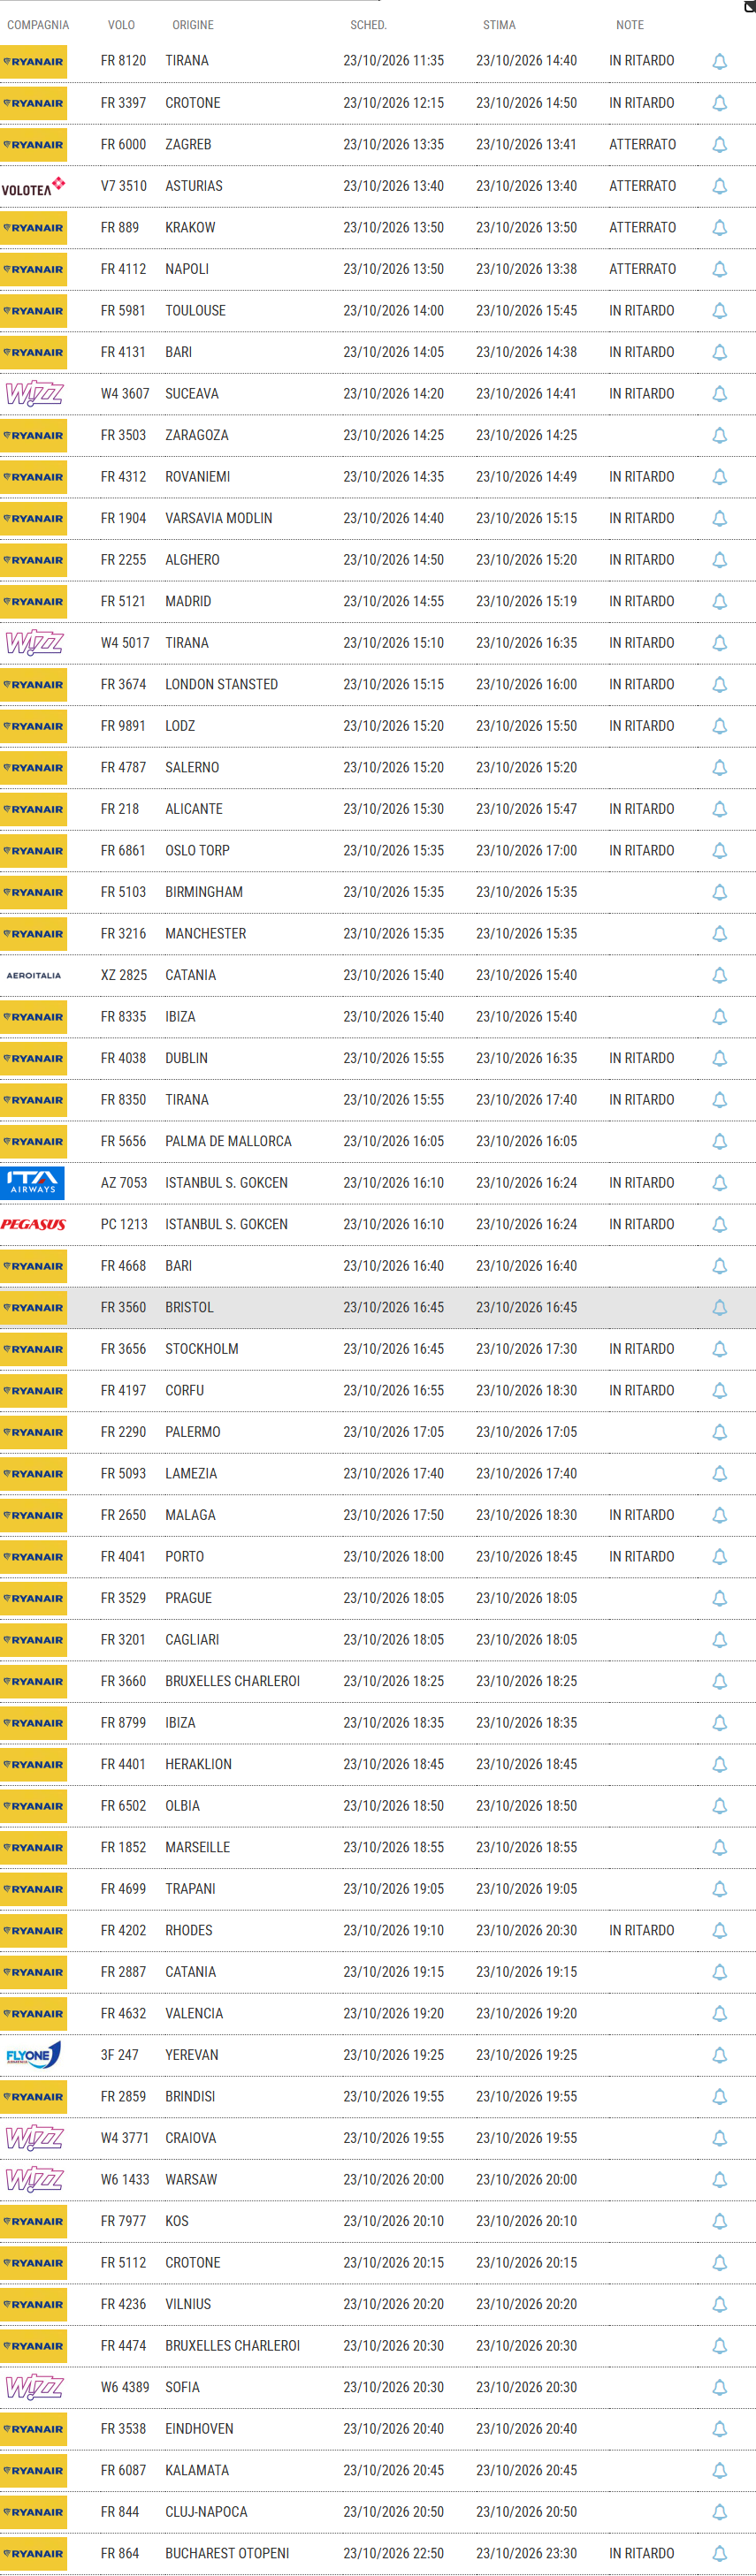 COMPAGNIA VOLO ORIGINE SCHED. STIMA NOTE
RYANAIR FR 8120 TIRANA 23/10/2026 11:35 23/10/2026 14:40 IN RITARDO
RYANAIR FR 3397 CROTONE 23/10/2026 12:15 23/10/2026 14:50 IN RITARDO
RYANAIR FR 6000 ZAGREB 23/10/2026 13:35 23/10/2026 13:41 ATTERRATO
VOLOTEA V7 3510 ASTURIAS 23/10/2026 13:40 23/10/2026 13:40 ATTERRATO
RYANAIR FR 889 KRAKOW 23/10/2026 13:50 23/10/2026 13:50 ATTERRATO
RYANAIR FR 4112 NAPOLI 23/10/2026 13:50 23/10/2026 13:38 ATTERRATO
RYANAIR FR 5981 TOULOUSE 23/10/2026 14:00 23/10/2026 15:45 IN RITARDO
RYANAIR FR 4131 BARI 23/10/2026 14:05 23/10/2026 14:38 IN RITARDO
WIZZ W4 3607 SUCEAVA 23/10/2026 14:20 23/10/2026 14:41 IN RITARDO
RYANAIR FR 3503 ZARAGOZA 23/10/2026 14:25 23/10/2026 14:25
RYANAIR FR 4312 ROVANIEMI 23/10/2026 14:35 23/10/2026 14:49 IN RITARDO
RYANAIR FR 1904 VARSAVIA MODLIN 23/10/2026 14:40 23/10/2026 15:15 IN RITARDO
RYANAIR FR 2255 ALGHERO 23/10/2026 14:50 23/10/2026 15:20 IN RITARDO
RYANAIR FR 5121 MADRID 23/10/2026 14:55 23/10/2026 15:19 IN RITARDO
WIZZ W4 5017 TIRANA 23/10/2026 15:10 23/10/2026 16:35 IN RITARDO
RYANAIR FR 3674 LONDON STANSTED 23/10/2026 15:15 23/10/2026 16:00 IN RITARDO
RYANAIR FR 9891 LODZ 23/10/2026 15:20 23/10/2026 15:50 IN RITARDO
RYANAIR FR 4787 SALERNO 23/10/2026 15:20 23/10/2026 15:20
RYANAIR FR 218 ALICANTE 23/10/2026 15:30 23/10/2026 15:47 IN RITARDO
RYANAIR FR 6861 OSLO TORP 23/10/2026 15:35 23/10/2026 17:00 IN RITARDO
RYANAIR FR 5103 BIRMINGHAM 23/10/2026 15:35 23/10/2026 15:35
RYANAIR FR 3216 MANCHESTER 23/10/2026 15:35 23/10/2026 15:35
AEROITALIA XZ 2825 CATANIA 23/10/2026 15:40 23/10/2026 15:40
RYANAIR FR 8335 IBIZA 23/10/2026 15:40 23/10/2026 15:40
RYANAIR FR 4038 DUBLIN 23/10/2026 15:55 23/10/2026 16:35 IN RITARDO
RYANAIR FR 8350 TIRANA 23/10/2026 15:55 23/10/2026 17:40 IN RITARDO
RYANAIR FR 5656 PALMA DE MALLORCA 23/10/2026 16:05 23/10/2026 16:05
ITA AIRWAYS AZ 7053 ISTANBUL S. GOKCEN 23/10/2026 16:10 23/10/2026 16:24 IN RITARDO
PEGASUS PC 1213 ISTANBUL S. GOKCEN 23/10/2026 16:10 23/10/2026 16:24 IN RITARDO
RYANAIR FR 4668 BARI 23/10/2026 16:40 23/10/2026 16:40
RYANAIR FR 3560 BRISTOL 23/10/2026 16:45 23/10/2026 16:45
RYANAIR FR 3656 STOCKHOLM 23/10/2026 16:45 23/10/2026 17:30 IN RITARDO
RYANAIR FR 4197 CORFU 23/10/2026 16:55 23/10/2026 18:30 IN RITARDO
RYANAIR FR 2290 PALERMO 23/10/2026 17:05 23/10/2026 17:05
RYANAIR FR 5093 LAMEZIA 23/10/2026 17:40 23/10/2026 17:40
RYANAIR FR 2650 MALAGA 23/10/2026 17:50 23/10/2026 18:30 IN RITARDO
RYANAIR FR 4041 PORTO 23/10/2026 18:00 23/10/2026 18:45 IN RITARDO
RYANAIR FR 3529 PRAGUE 23/10/2026 18:05 23/10/2026 18:05
RYANAIR FR 3201 CAGLIARI 23/10/2026 18:05 23/10/2026 18:05
RYANAIR FR 3660 BRUXELLES CHARLEROI 23/10/2026 18:25 23/10/2026 18:25
RYANAIR FR 8799 IBIZA 23/10/2026 18:35 23/10/2026 18:35
RYANAIR FR 4401 HERAKLION 23/10/2026 18:45 23/10/2026 18:45
RYANAIR FR 6502 OLBIA 23/10/2026 18:50 23/10/2026 18:50
RYANAIR FR 1852 MARSEILLE 23/10/2026 18:55 23/10/2026 18:55
RYANAIR FR 4699 TRAPANI 23/10/2026 19:05 23/10/2026 19:05
RYANAIR FR 4202 RHODES 23/10/2026 19:10 23/10/2026 20:30 IN RITARDO
RYANAIR FR 2887 CATANIA 23/10/2026 19:15 23/10/2026 19:15
RYANAIR FR 4632 VALENCIA 23/10/2026 19:20 23/10/2026 19:20
FLYONE 3F 247 YEREVAN 23/10/2026 19:25 23/10/2026 19:25
RYANAIR FR 2859 BRINDISI 23/10/2026 19:55 23/10/2026 19:55
WIZZ W4 3771 CRAIOVA 23/10/2026 19:55 23/10/2026 19:55
WIZZ W6 1433 WARSAW 23/10/2026 20:00 23/10/2026 20:00
RYANAIR FR 7977 KOS 23/10/2026 20:10 23/10/2026 20:10
RYANAIR FR 5112 CROTONE 23/10/2026 20:15 23/10/2026 20:15
RYANAIR FR 4236 VILNIUS 23/10/2026 20:20 23/10/2026 20:20
RYANAIR FR 4474 BRUXELLES CHARLEROI 23/10/2026 20:30 23/10/2026 20:30
WIZZ W6 4389 SOFIA 23/10/2026 20:30 23/10/2026 20:30
RYANAIR FR 3538 EINDHOVEN 23/10/2026 20:40 23/10/2026 20:40
RYANAIR FR 6087 KALAMATA 23/10/2026 20:45 23/10/2026 20:45
RYANAIR FR 844 CLUJ-NAPOCA 23/10/2026 20:50 23/10/2026 20:50
RYANAIR FR 864 BUCHAREST OTOPENI 23/10/2026 22:50 23/10/2026 23:30 IN RITARDO